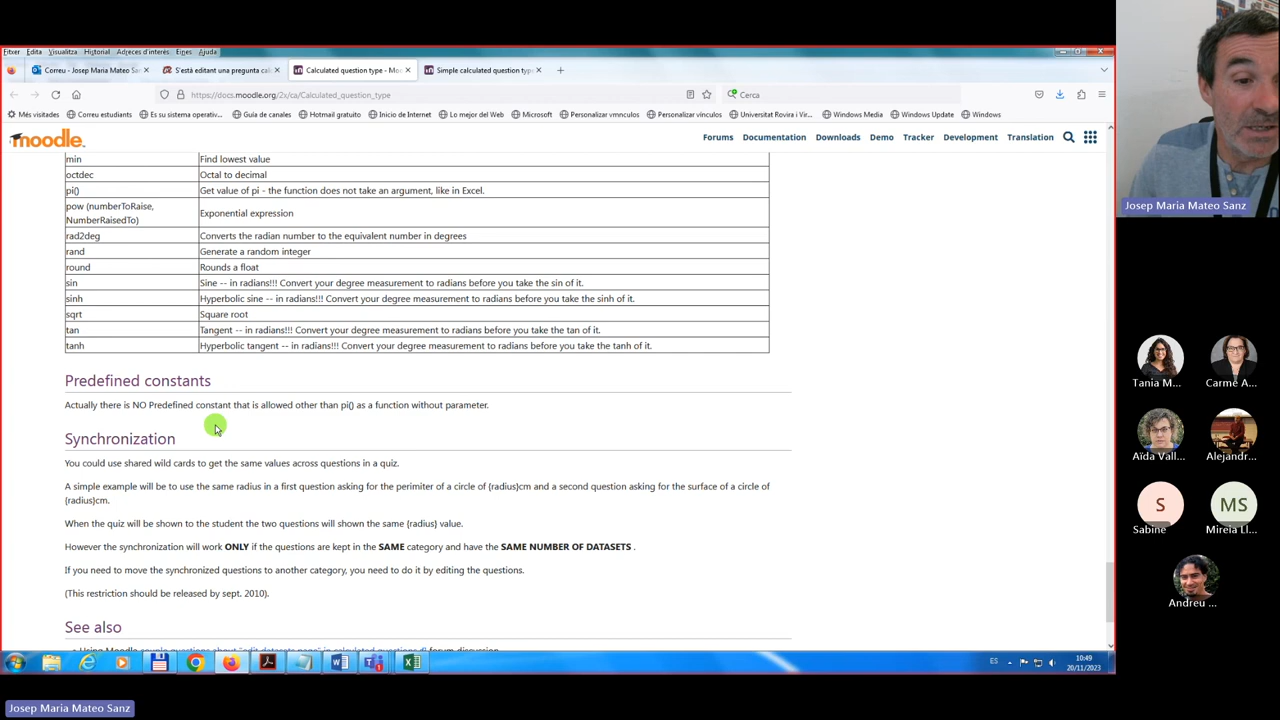 Fitxer Edita Visualitza Historial Adreces d'interès Eines Ajuda
Correu - Josep Maria Mateo Sa
S'està editant una pregunta cal
Calculated question type - Moo
Simple calculated question typ
https://docs.moodle.org/2x/ca/Calculated_question_type
Cerca
Més visitades Correu estudiants Es su sistema operativ... Guía de canales Hotmail gratuito Inicio de Internet Lo mejor del Web Microsoft Personalizar vmnculos Personalizar vínculos Universitat Rovira i Vir... Windows Media Windows Update Windows
moodle
Forums Documentation Downloads Demo Tracker Development Translation
min Find lowest value
octdec Octal to decimal
pi() Get value of pi - the function does not take an argument, like in Excel.
pow (numberToRaise,
NumberRaisedTo) Exponential expression
rad2deg Converts the radian number to the equivalent number in degrees
rand Generate a random integer
round Rounds a float
sin Sine -- in radians!!! Convert your degree measurement to radians before you take the sin of it.
sinh Hyperbolic sine -- in radians!!! Convert your degree measurement to radians before you take the sinh of it.
sqrt Square root
tan Tangent -- in radians!!! Convert your degree measurement to radians before you take the tan of it.
tanh Hyperbolic tangent -- in radians!!! Convert your degree measurement to radians before you take the tanh of it.
Predefined constants
Actually there is NO Predefined constant that is allowed other than pi() as a function without parameter.
Synchronization
You could use shared wild cards to get the same values across questions in a quiz.
A simple example will be to use the same radius in a first question asking for the perimiter of a circle of {radius}cm and a second question asking for the surface of a circle of
{radius}cm.
When the quiz will be shown to the student the two questions will shown the same {radius} value.
However the synchronization will work ONLY if the questions are kept in the SAME category and have the SAME NUMBER OF DATASETS .
If you need to move the synchronized questions to another category, you need to do it by editing the questions.
(This restriction should be released by sept. 2010).
See also
Using Moodle couple questions about "edit datasets page" in calculated questions forum discussion
ES
10:49
20/11/2023
Josep Maria Mateo Sanz
Tania M... Carme A...
Aïda Vall... Alejandr...
S MS
Sabine Mireia Ll...
Andreu ...
Josep Maria Mateo Sanz